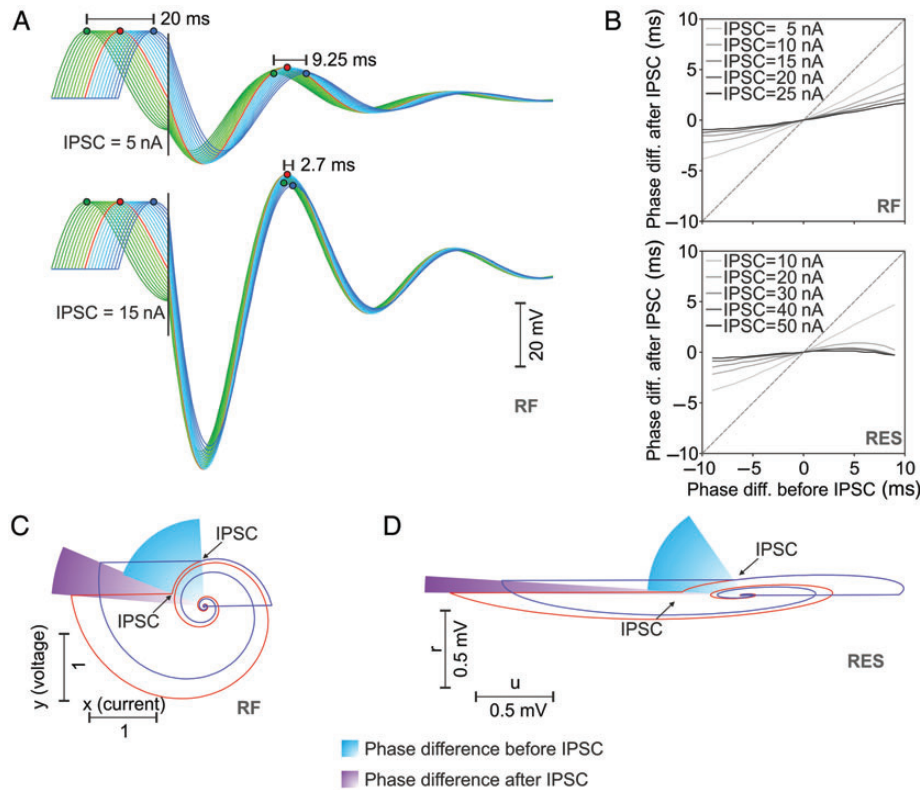 A
20 ms
9.25 ms
IPSC = 5 nA
2.7 ms
IPSC = 15 nA
20 mV
RF
B
Phase diff. after IPSC (ms)
10
5
0
−5
−10
IPSC= 5 nA
IPSC=10 nA
IPSC=15 nA
IPSC=20 nA
IPSC=25 nA
RF
Phase diff. after IPSC (ms)
10
5
0
−5
−10
IPSC=10 nA
IPSC=20 nA
IPSC=30 nA
IPSC=40 nA
IPSC=50 nA
RES
−10
−5
0
5
10
Phase diff. before IPSC (ms)
C
IPSC
IPSC
y (voltage)
1
x (current)
1
RF
D
IPSC
IPSC
r
0.5 mV
u
0.5 mV
RES
Phase difference before IPSC
Phase difference after IPSC